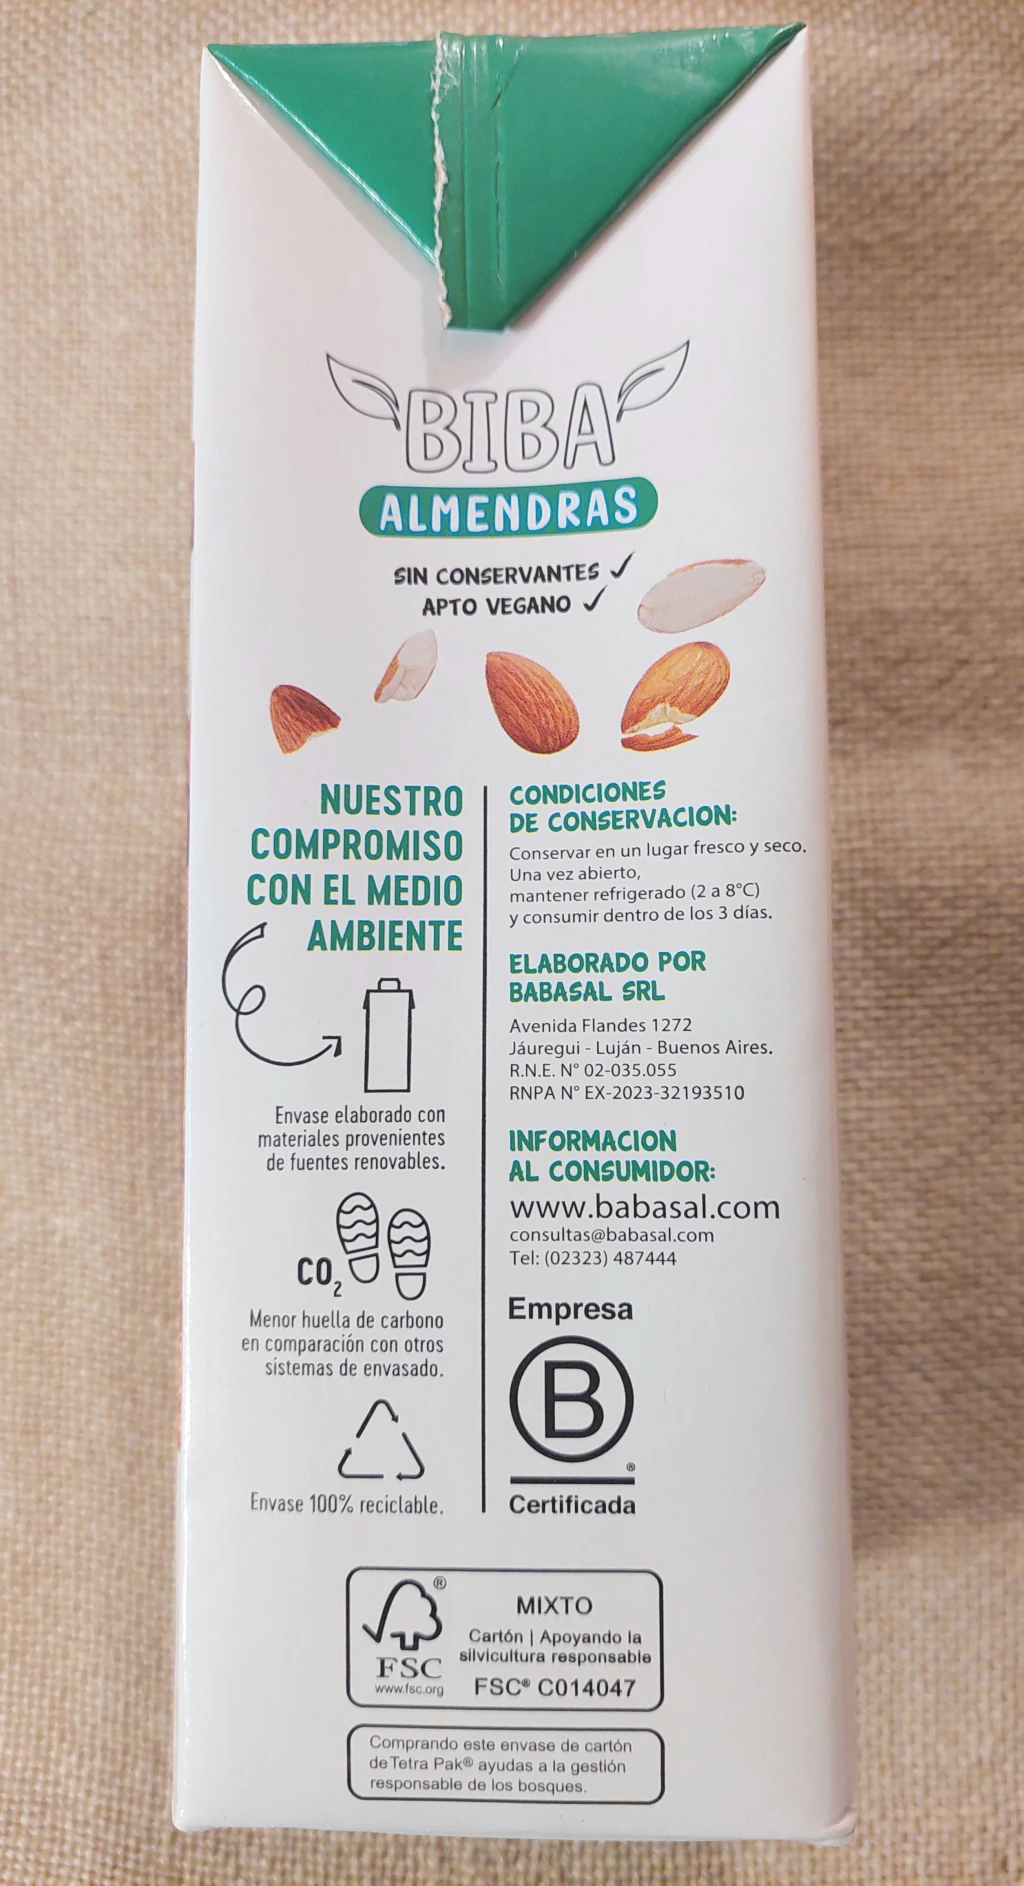 BIBA
ALMENDRAS
SIN CONSERVANTES ✓
APTO VEGANO ✓
NUESTRO
COMPROMISO
CON EL MEDIO
AMBIENTE
Envase elaborado con
materiales provenientes
de fuentes renovables.
CO₂
Menor huella de carbono
en comparación con otros
sistemas de envasado.
Envase 100% reciclable.
CONDICIONES
DE CONSERVACION:
Conservar en un lugar fresco y seco.
Una vez abierto,
mantener refrigerado (2 a 8°C)
y consumir dentro de los 3 días.
ELABORADO POR
BABASAL SRL
Avenida Flandes 1272
Jáuregui - Luján - Buenos Aires.
R.N.E. N° 02-035.055
RNPA N° EX-2023-32193510
INFORMACION
AL CONSUMIDOR:
www.babasal.com
consultas@babasal.com
Tel: (02323) 487444
Empresa
B
®
Certificada
®
FSC
www.fsc.org
MIXTO
Cartón | Apoyando la
silvicultura responsable
FSC® C014047
Comprando este envase de cartón
de Tetra Pak® ayudas a la gestión
responsable de los bosques.